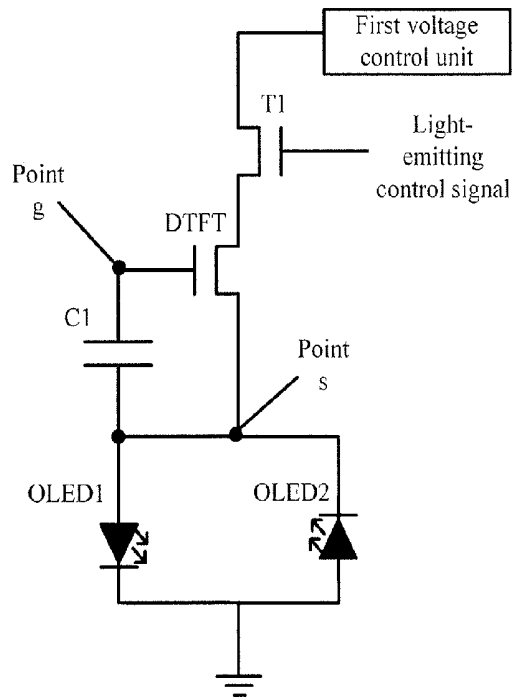 First voltage
control unit
T1
Light-
emitting
control signal
Point
g
DTFT
C1
Point
s
OLED1
OLED2